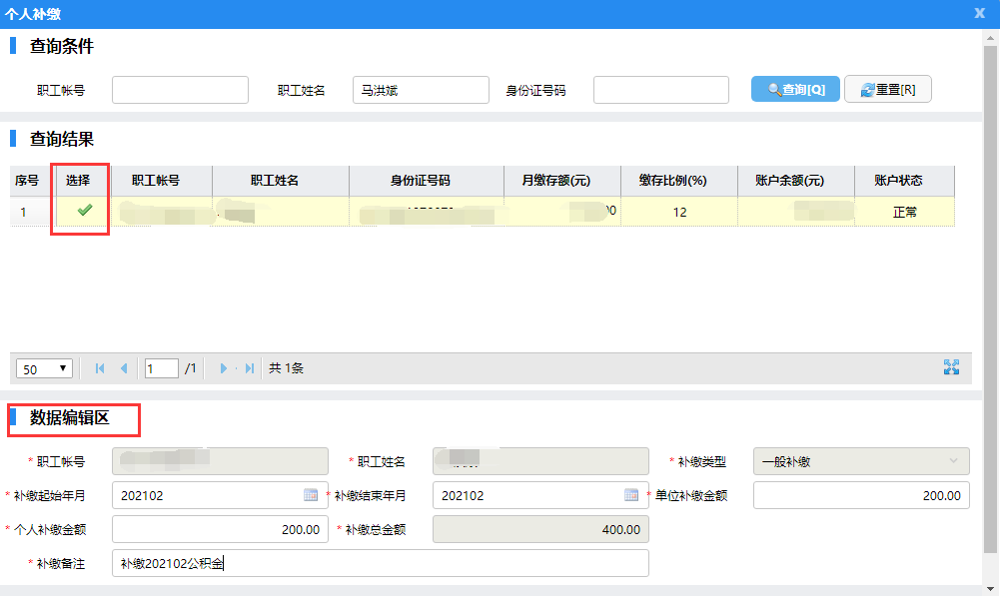 个人补缴 X
查询条件
职工帐号 职工姓名 马洪斌 身份证号码 查询[Q] 重置[R]
查询结果
序号 选择 职工帐号 职工姓名 身份证号码 月缴存额(元) 缴存比例(%) 账户余额(元) 账户状态
1 12 正常
50 1 /1 共 1条
数据编辑区
* 职工帐号 * 职工姓名 * 补缴类型 一般补缴
* 补缴起始年月 202102 * 补缴结束年月 202102 * 单位补缴金额 200.00
* 个人补缴金额 200.00 * 补缴总金额 400.00
* 补缴备注 补缴202102公积金